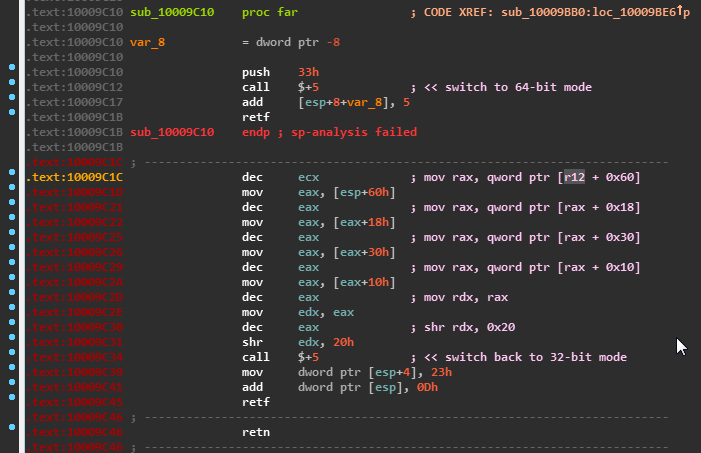 .text:10009C10 sub_10009C10 proc far ; CODE XREF: sub_10009BB0:loc_10009BE6↑p
.text:10009C10
.text:10009C10 var_8 = dword ptr -8
.text:10009C10
.text:10009C10 push 33h
.text:10009C12 call $+5 ; << switch to 64-bit mode
.text:10009C17 add [esp+8+var_8], 5
.text:10009C1B retf
.text:10009C1B sub_10009C10 endp ; sp-analysis failed
.text:10009C1B
.text:10009C1C ; ---------------------------------------------------------------------------
.text:10009C1C dec ecx ; mov rax, qword ptr [r12 + 0x60]
.text:10009C1D mov eax, [esp+60h]
.text:10009C21 dec eax ; mov rax, qword ptr [rax + 0x18]
.text:10009C22 mov eax, [eax+18h]
.text:10009C25 dec eax ; mov rax, qword ptr [rax + 0x30]
.text:10009C26 mov eax, [eax+30h]
.text:10009C29 dec eax ; mov rax, qword ptr [rax + 0x10]
.text:10009C2A mov eax, [eax+10h]
.text:10009C2D dec eax ; mov rdx, rax
.text:10009C2E mov edx, eax
.text:10009C30 dec eax ; shr rdx, 0x20
.text:10009C31 shr edx, 20h
.text:10009C34 call $+5 ; << switch back to 32-bit mode
.text:10009C39 mov dword ptr [esp+4], 23h
.text:10009C41 add dword ptr [esp], 0Dh
.text:10009C45 retf
.text:10009C46 ; ---------------------------------------------------------------------------
.text:10009C46 retn
.text:10009C46 ; ---------------------------------------------------------------------------